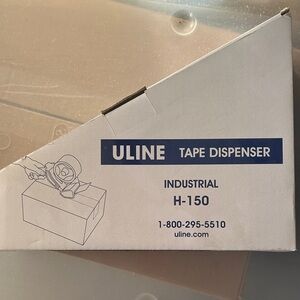 ULINE TAPE DISPENSER
INDUSTRIAL
H-150
1-800-295-5510
uline.com